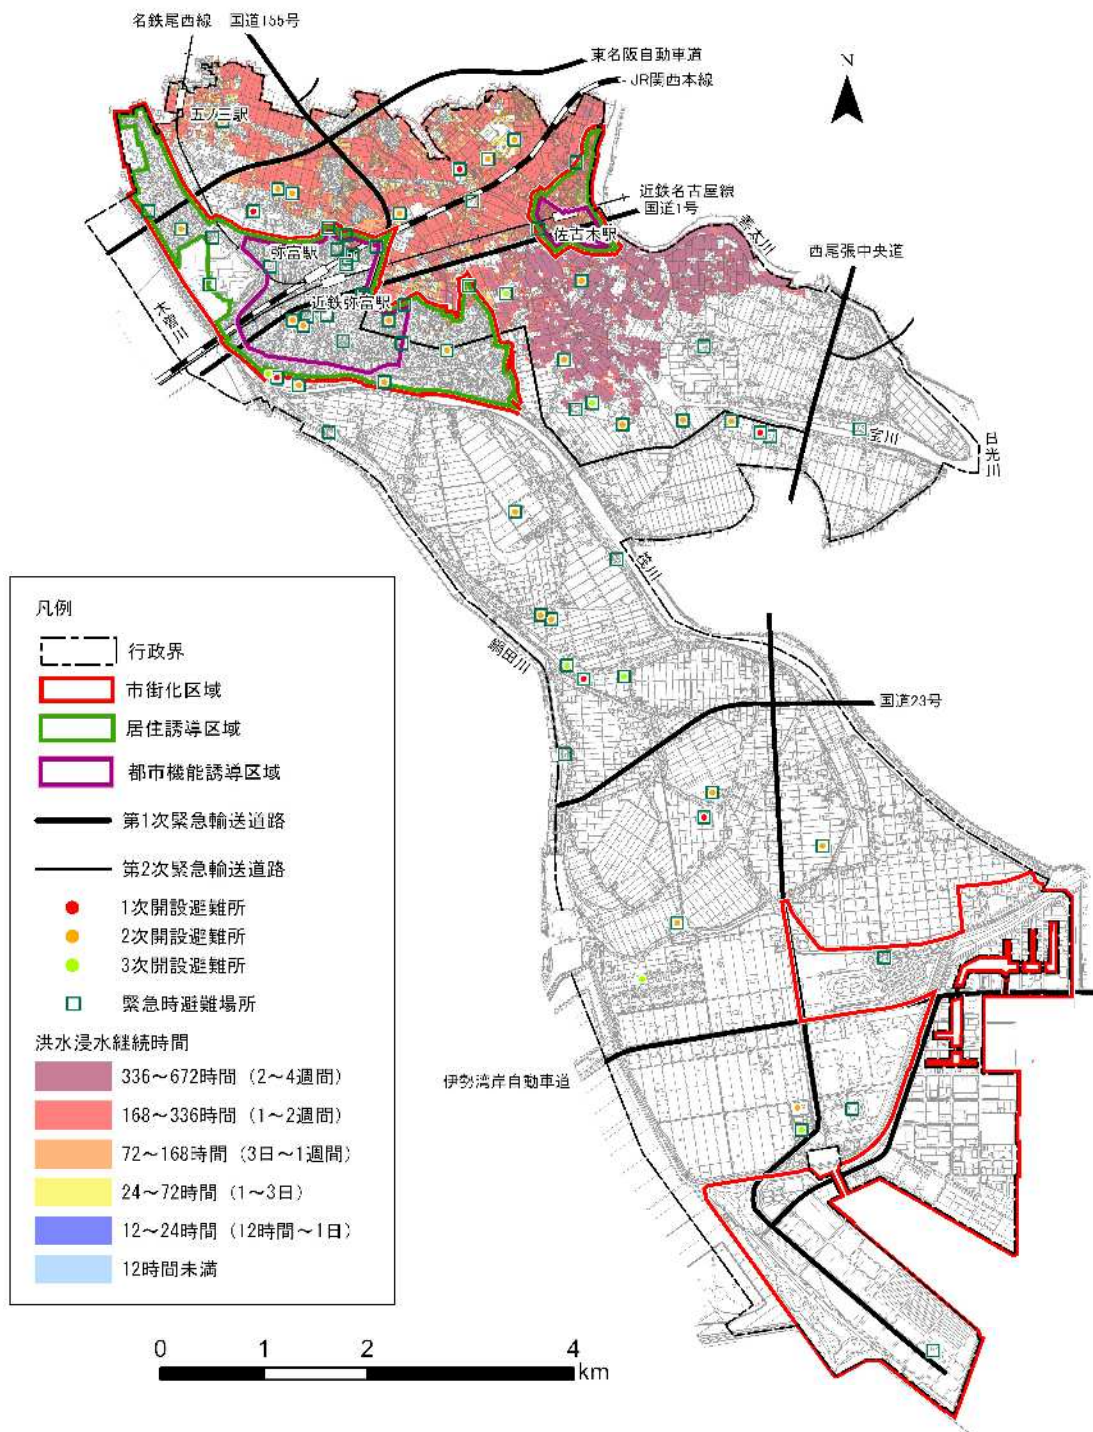 名鉄尾西線 国道155号
東名阪自動車道
JR関西本線
N
五ノ三駅
近鉄名古屋線
国道1号
佐古木駅
善太川
西尾張中央道
弥富駅
近鉄弥富駅
木曽川
宝川
日光川
筏川
鍋田川
国道23号
伊勢湾岸自動車道
凡例
行政界
市街化区域
居住誘導区域
都市機能誘導区域
第1次緊急輸送道路
第2次緊急輸送道路
1次開設避難所
2次開設避難所
3次開設避難所
緊急時避難場所
洪水浸水継続時間
336～672時間（2～4週間）
168～336時間（1～2週間）
72～168時間（3日～1週間）
24～72時間（1～3日）
12～24時間（12時間～1日）
12時間未満
0 1 2 4
km